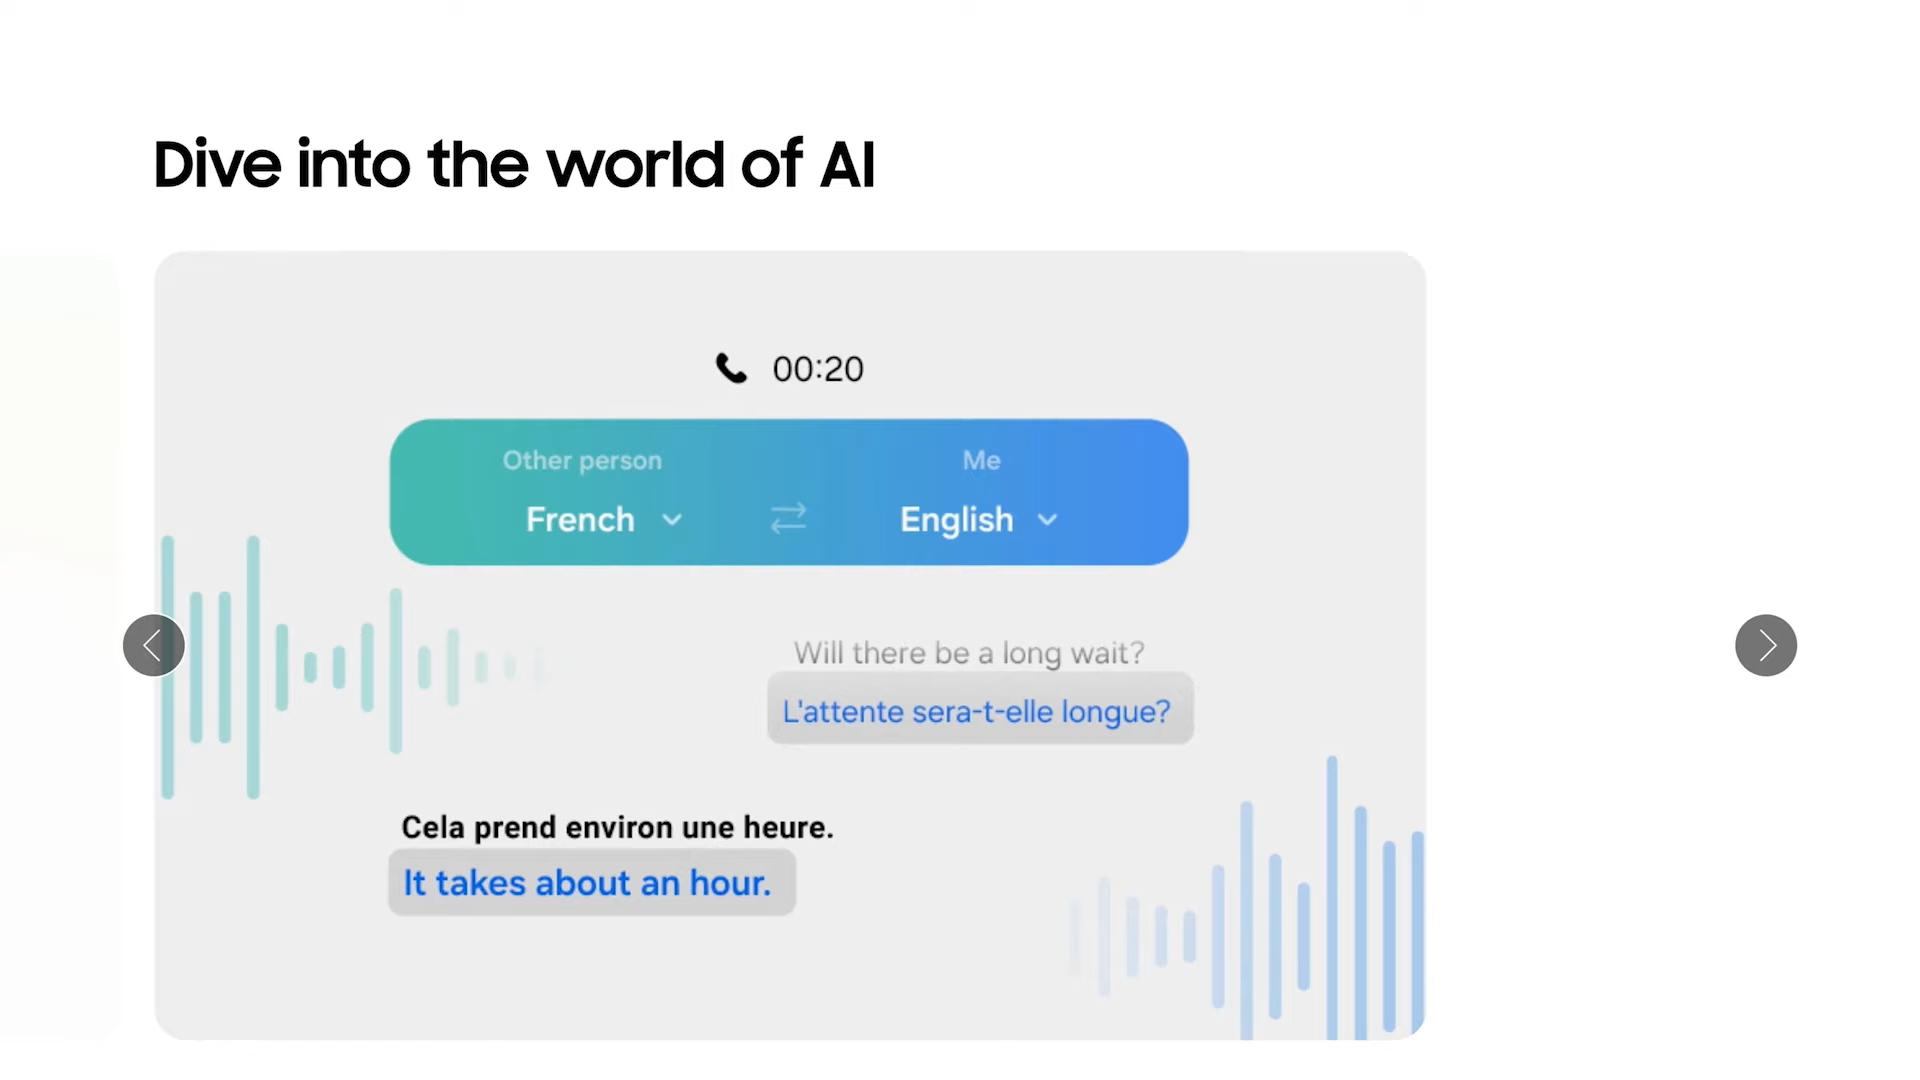 Dive into the world of AI
00:20
Other person
Me
French
English
Will there be a long wait?
L'attente sera-t-elle longue?
Cela prend environ une heure.
It takes about an hour.